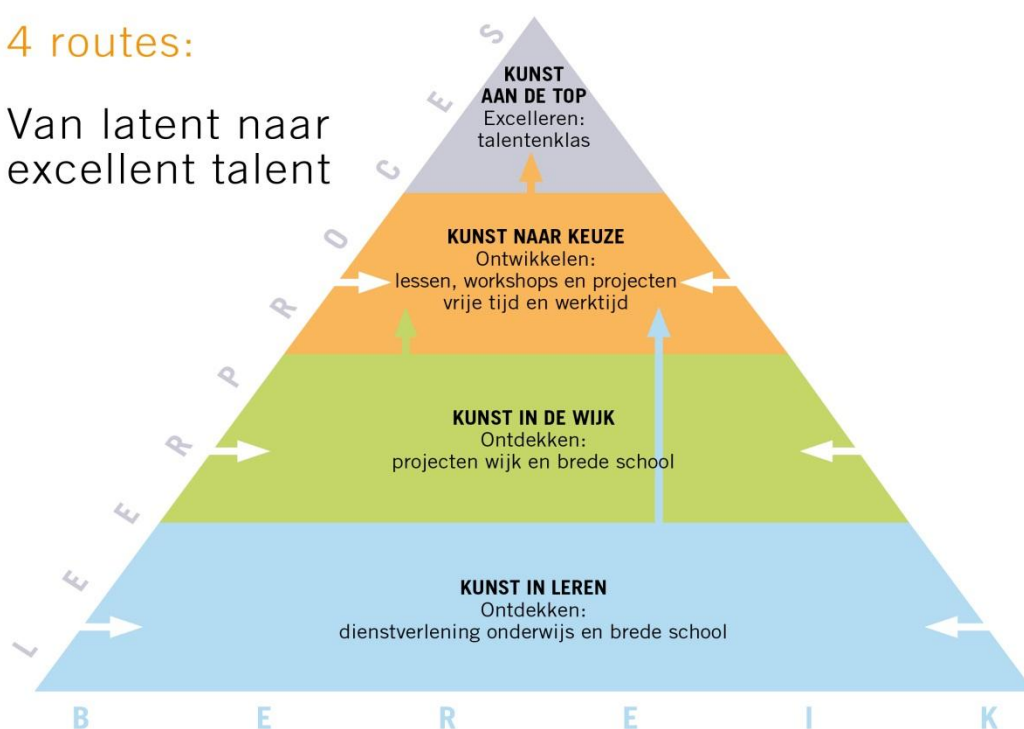 4 routes:
Van latent naar
excellent talent
KUNST
AAN DE TOP
Excelleren:
talentenklas
KUNST NAAR KEUZE
Ontwikkelen:
lessen, workshops en projecten
vrije tijd en werktijd
KUNST IN DE WIJK
Ontdekken:
projecten wijk en brede school
KUNST IN LEREN
Ontdekken:
dienstverlening onderwijs en brede school
LEERPROCES
BEREIK